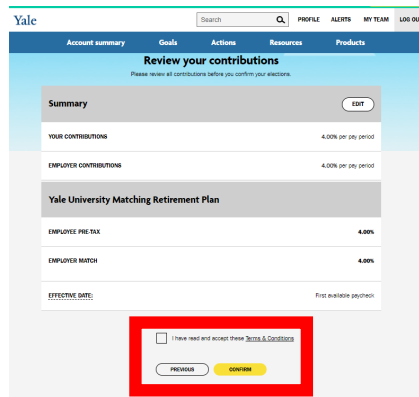 Yale
Search
PROFILE ALERTS MY TEAM LOG OU
Account summary Goals Actions Resources Products
Review your contributions
Please review all contributions before you confirm your elections.
Summary EDIT
YOUR CONTRIBUTIONS 4.00% per pay period
EMPLOYER CONTRIBUTIONS 4.00% per pay period
Yale University Matching Retirement Plan
EMPLOYEE PRE-TAX 4.00%
EMPLOYER MATCH 4.00%
EFFECTIVE DATE: First available paycheck
I have read and accept these Terms & Conditions
PREVIOUS CONFIRM